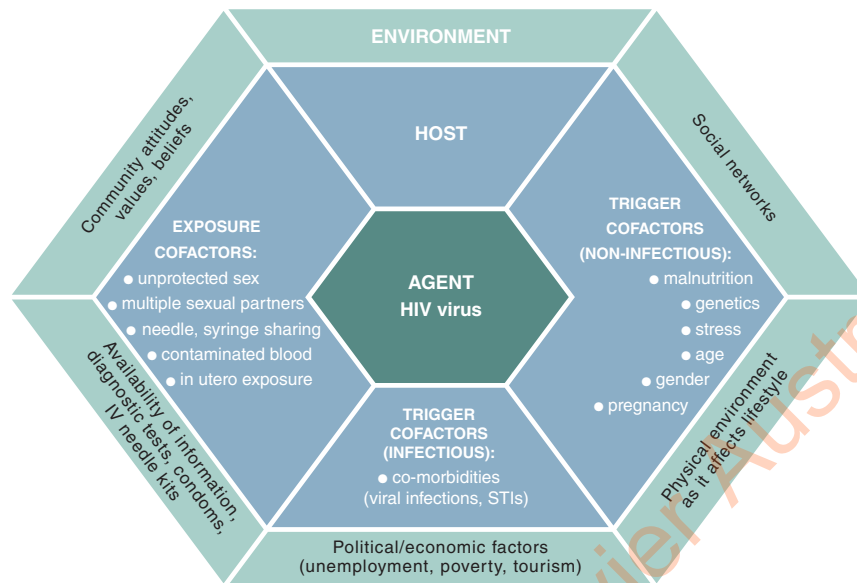 ENVIRONMENT
HOST
Community attitudes,
values, beliefs
Social networks
EXPOSURE
COFACTORS:
● unprotected sex
● multiple sexual partners
● needle, syringe sharing
● contaminated blood
● in utero exposure
AGENT
HIV virus
TRIGGER
COFACTORS
(NON-INFECTIOUS):
● malnutrition
● genetics
● stress
● age
● gender
● pregnancy
TRIGGER
COFACTORS
(INFECTIOUS):
● co-morbidities
(viral infections, STIs)
Availability of information,
diagnostic tests, condoms,
IV needle kits
Physical environment
as it affects lifestyle
Political/economic factors
(unemployment, poverty, tourism)